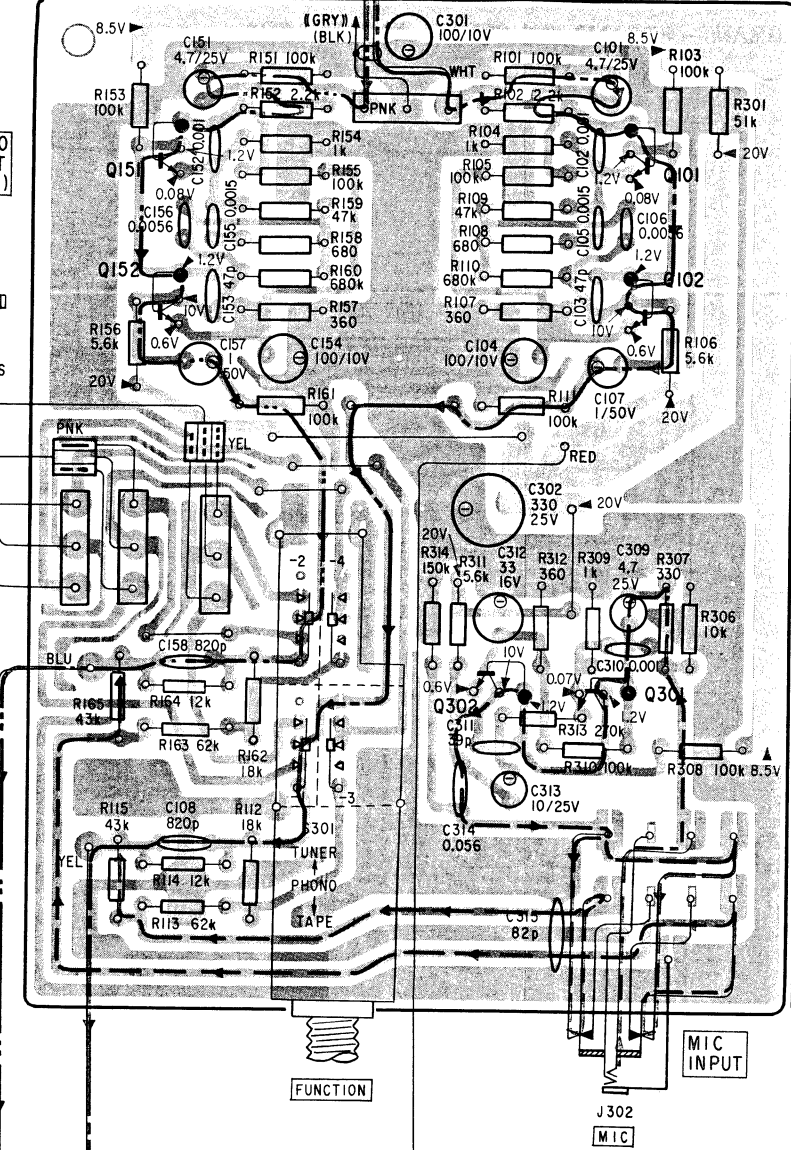 8.5V
((GRY))
(BLK)
C301
100/10V
C151
4.7/25V
R151 100k
WHT
R101 100k
C101
4.7/25V
8.5V
R103
100k
R153
100k
R152 2.2k
PNK
R102 2.2k
R301
51k
C152 0.001
R154
1k
R104
1k
C102 0.001
20V
Q151
1.2V
R155
100k
R105
100k
1.2V
Q101
0.08V
0.08V
C156
0.0056
C155 0.0015
R159
47k
R109
47k
C105 0.0015
C106
0.0056
R158
680
R108
680
Q152
1.2V
1.2V
Q102
C153 47p
R160
680k
R110
680k
C103 47p
10V
R157
360
R107
360
10V
R156
5.6k
0.6V
C157
1
50V
C154
100/10V
C104
100/10V
0.6V
R106
5.6k
20V
C107
1/50V
20V
R161
100k
R111
100k
PNK
YEL
RED
C302
330
25V
20V
20V
R314
150k
R311
5.6k
C312
33
16V
R312
360
R309
1k
C309
4.7
25V
R307
330
R306
10k
-2
-4
C158 820p
BLU
C310 0.001
10V
0.07V
0.6V
Q302
1.2V
Q301
1.2V
R165
43k
R164 12k
R163 62k
R162
18k
C311
39p
R313 270k
R310 100k
R308 100k
8.5V
-3
C313
10/25V
R115
43k
C108
820p
R112
18k
S301
TUNER
PHONO
TAPE
C314
0.056
YEL
R114 12k
R113 62k
C315
82p
MIC
INPUT
FUNCTION
J302
MIC